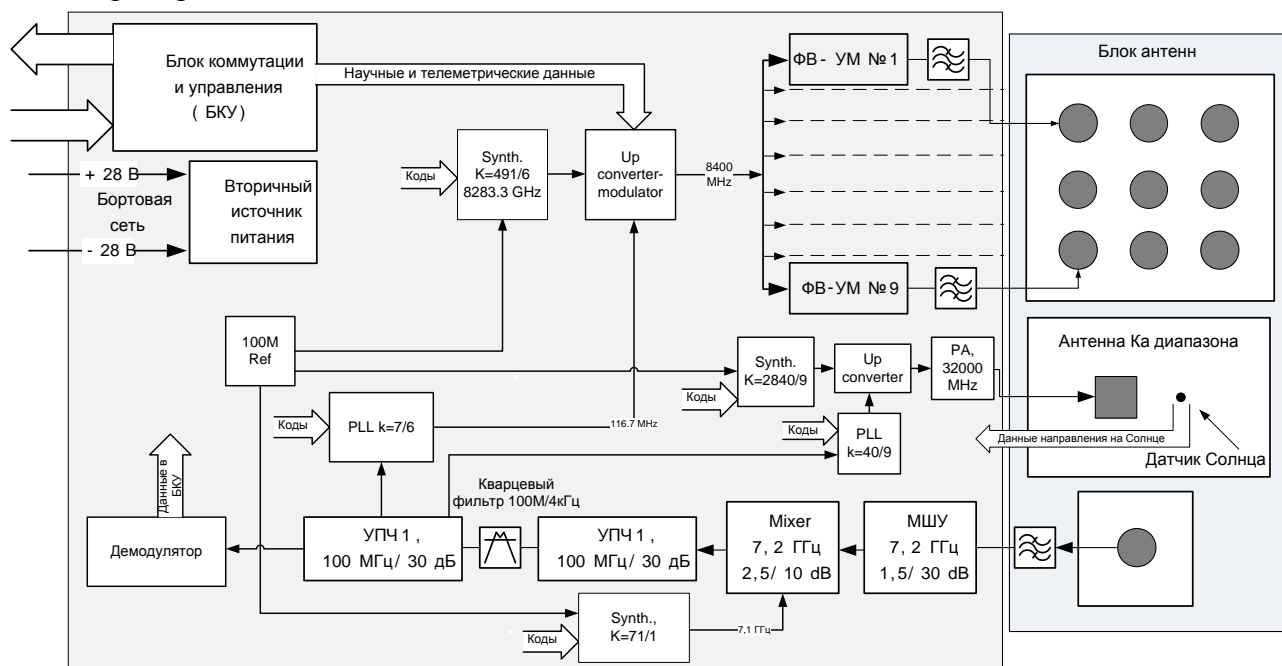 Блок коммутации
и управления
( БКУ)
Научные и телеметрические данные
ФВ- УМ №1
Блок антенн
+ 28 В
Бортовая
сеть
- 28 В
Вторичный
источник
питания
Коды
Synth.
K=491/6
8283.3 GHz
Up
converter-
modulator
8400
MHz
ФВ-УМ №9
100M
Ref
Коды
Synth.
K=2840/9
Up
converter
PA,
32000
MHz
Антенна Ка диапазона
Коды
PLL k=7/6
116.7 MHz
Коды
PLL
k=40/9
Данные направления на Солнце
Датчик Солнца
Данные в
БКУ
Кварцевый
фильтр 100М/4кГц
Демодулятор
УПЧ 1 ,
100 МГц/ 30 дБ
УПЧ 1 ,
100 МГц/ 30 дБ
Mixer
7, 2 ГГц
2,5/ 10 dB
МШУ
7, 2 ГГц
1,5/ 30 dB
Коды
Synth.,
K=71/1
7,1 ГГц